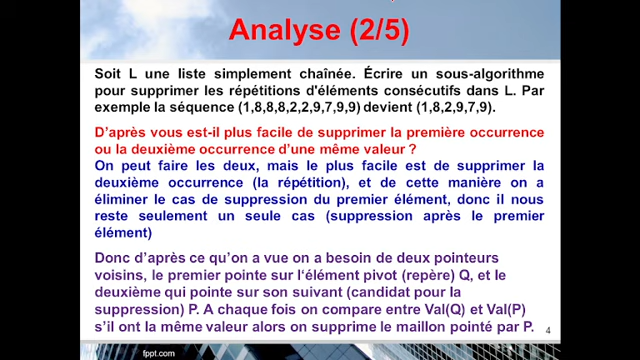 Analyse (2/5)
Soit L une liste simplement chaînée. Écrire un sous-algorithme
pour supprimer les répétitions d'éléments consécutifs dans L. Par
exemple la séquence (1,8,8,8,2,2,9,7,9,9) devient (1,8,2,9,7,9).
D'après vous est-il plus facile de supprimer la première occurrence
ou la deuxième occurrence d'une même valeur ?
On peut faire les deux, mais le plus facile est de supprimer la
deuxième occurrence (la répétition), et de cette manière on a
éliminer le cas de suppression du premier élément, donc il nous
reste seulement un seule cas (suppression après le premier
élément)
Donc d'après ce qu'on a vue on a besoin de deux pointeurs
voisins, le premier pointe sur l'élément pivot (repère) Q, et le
deuxième qui pointe sur son suivant (candidat pour la
suppression) P. A chaque fois on compare entre Val(Q) et Val(P)
s'il ont la même valeur alors on supprime le maillon pointé par P.
4
fppt.com